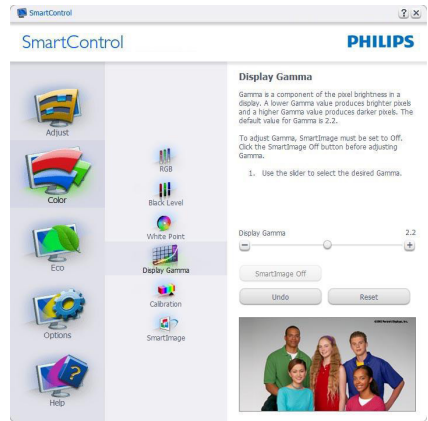 SmartControl
SmartControl
PHILIPS
Adjust
Color
Eco
Options
Help
RGB
Black Level
White Point
Display Gamma
Calibration
SmartImage
Display Gamma
Gamma is a component of the pixel brightness in a
display. A lower Gamma value produces brighter pixels
and a higher Gamma value produces darker pixels. The
default value for Gamma is 2.2.
To adjust Gamma, SmartImage must be set to Off.
Click the SmartImage Off button before adjusting
Gamma.
1. Use the slider to select the desired Gamma.
Display Gamma 2.2
SmartImage Off
Undo Reset